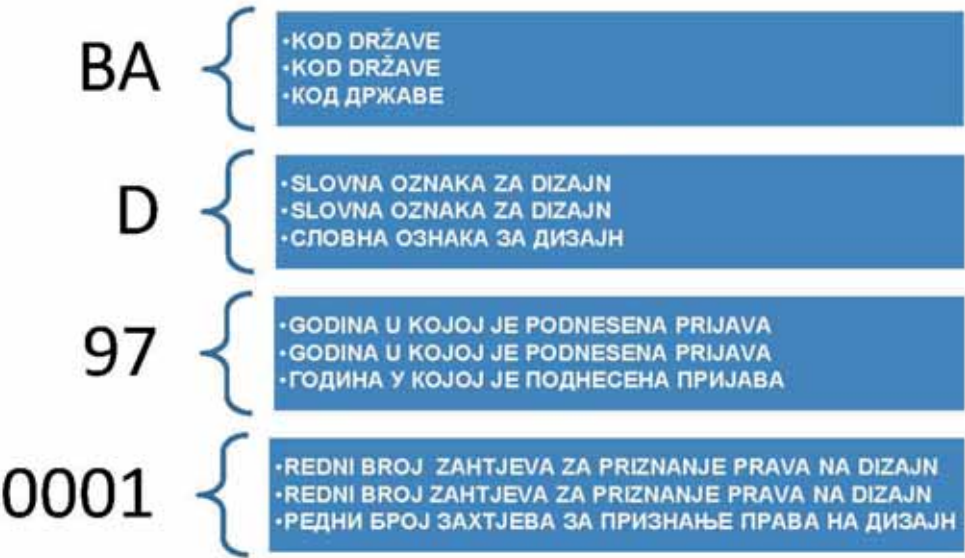 BA
•KOD DRŽAVE
•KOD DRŽAVE
•КОД ДРЖАВЕ
D
•SLOVNA OZNAKA ZA DIZAJN
•SLOVNA OZNAKA ZA DIZAJN
•СЛОВНА ОЗНАКА ЗА ДИЗАЈН
97
•GODINA U KOJOJ JE PODNESENA PRIJAVA
•GODINA U KOJOJ JE PODNESENA PRIJAVA
•ГОДИНА У КОЈОЈ ЈЕ ПОДНЕСЕНА ПРИЈАВА
0001
•REDNI BROJ ZAHTJEVA ZA PRIZNANJE PRAVA NA DIZAJN
•REDNI BROJ ZAHTJEVA ZA PRIZNANJE PRAVA NA DIZAJN
•РЕДНИ БРОЈ ЗАХТЈЕВА ЗА ПРИЗНАЊЕ ПРАВА НА ДИЗАЈН